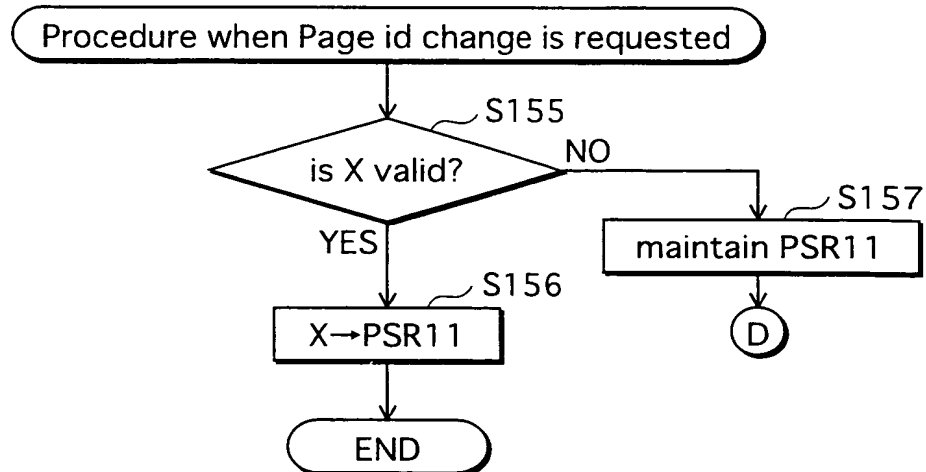 Procedure when Page id change is requested
S155
is X valid?
NO
S157
YES
maintain PSR11
S156
X→PSR11
D
END